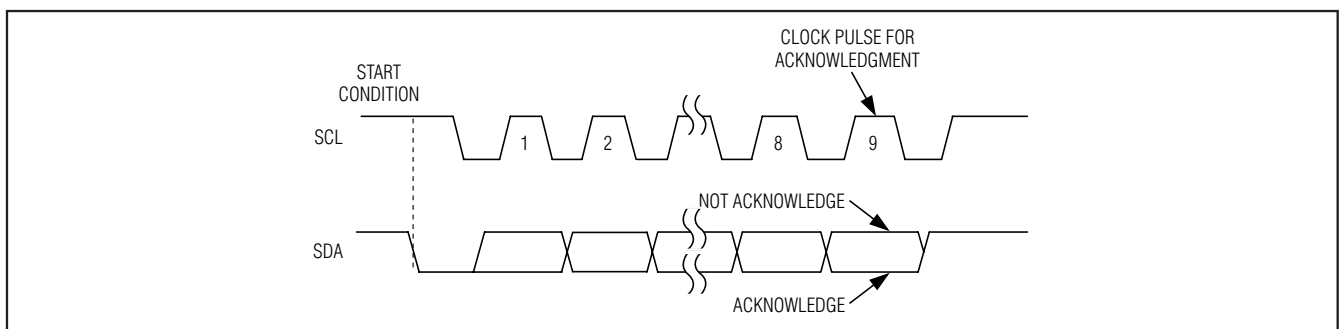 CLOCK PULSE FOR
ACKNOWLEDGMENT
START
CONDITION
SCL
1
2
8
9
NOT ACKNOWLEDGE
SDA
ACKNOWLEDGE